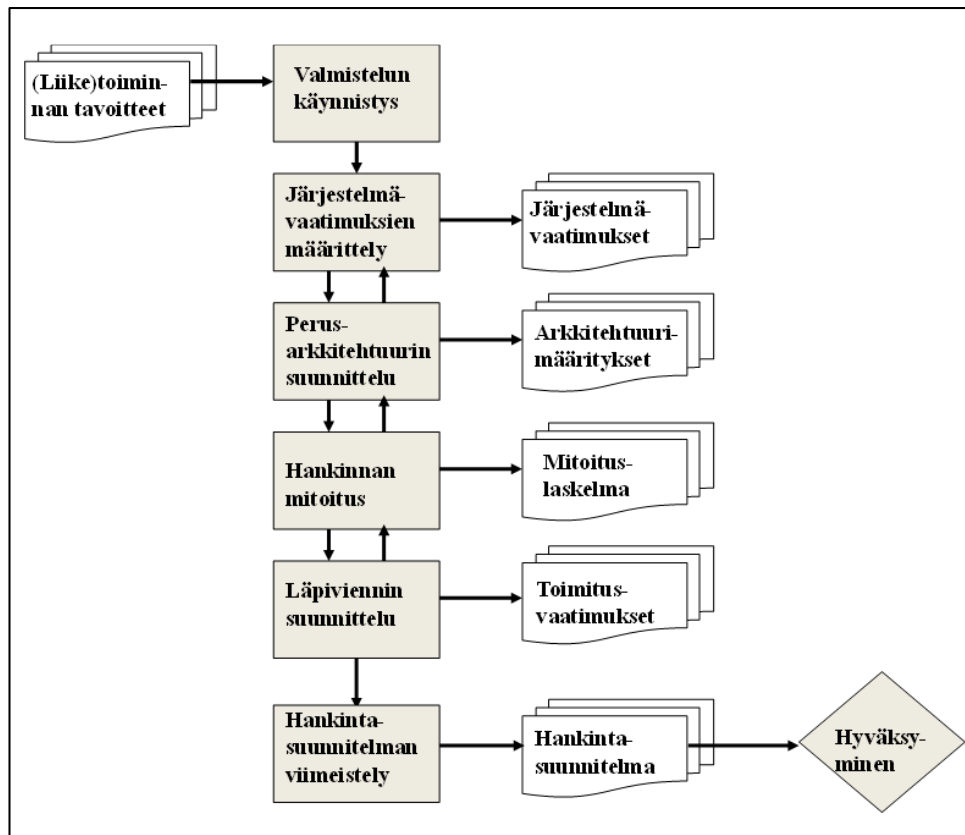 (Liike)toimin-
nan tavoitteet
Valmistelun
käynnistys
Järjestelmä-
vaatimuksien
määrittely
Järjestelmä-
vaatimukset
Perus-
arkkitehtuurin
suunnittelu
Arkkitehtuuri-
määritykset
Hankinnan
mitoitus
Mitoitus-
laskelma
Läpiviennin
suunnittelu
Toimitus-
vaatimukset
Hankinta-
suunnitelman
viimeistely
Hankinta-
suunnitelma
Hyväksy-
minen